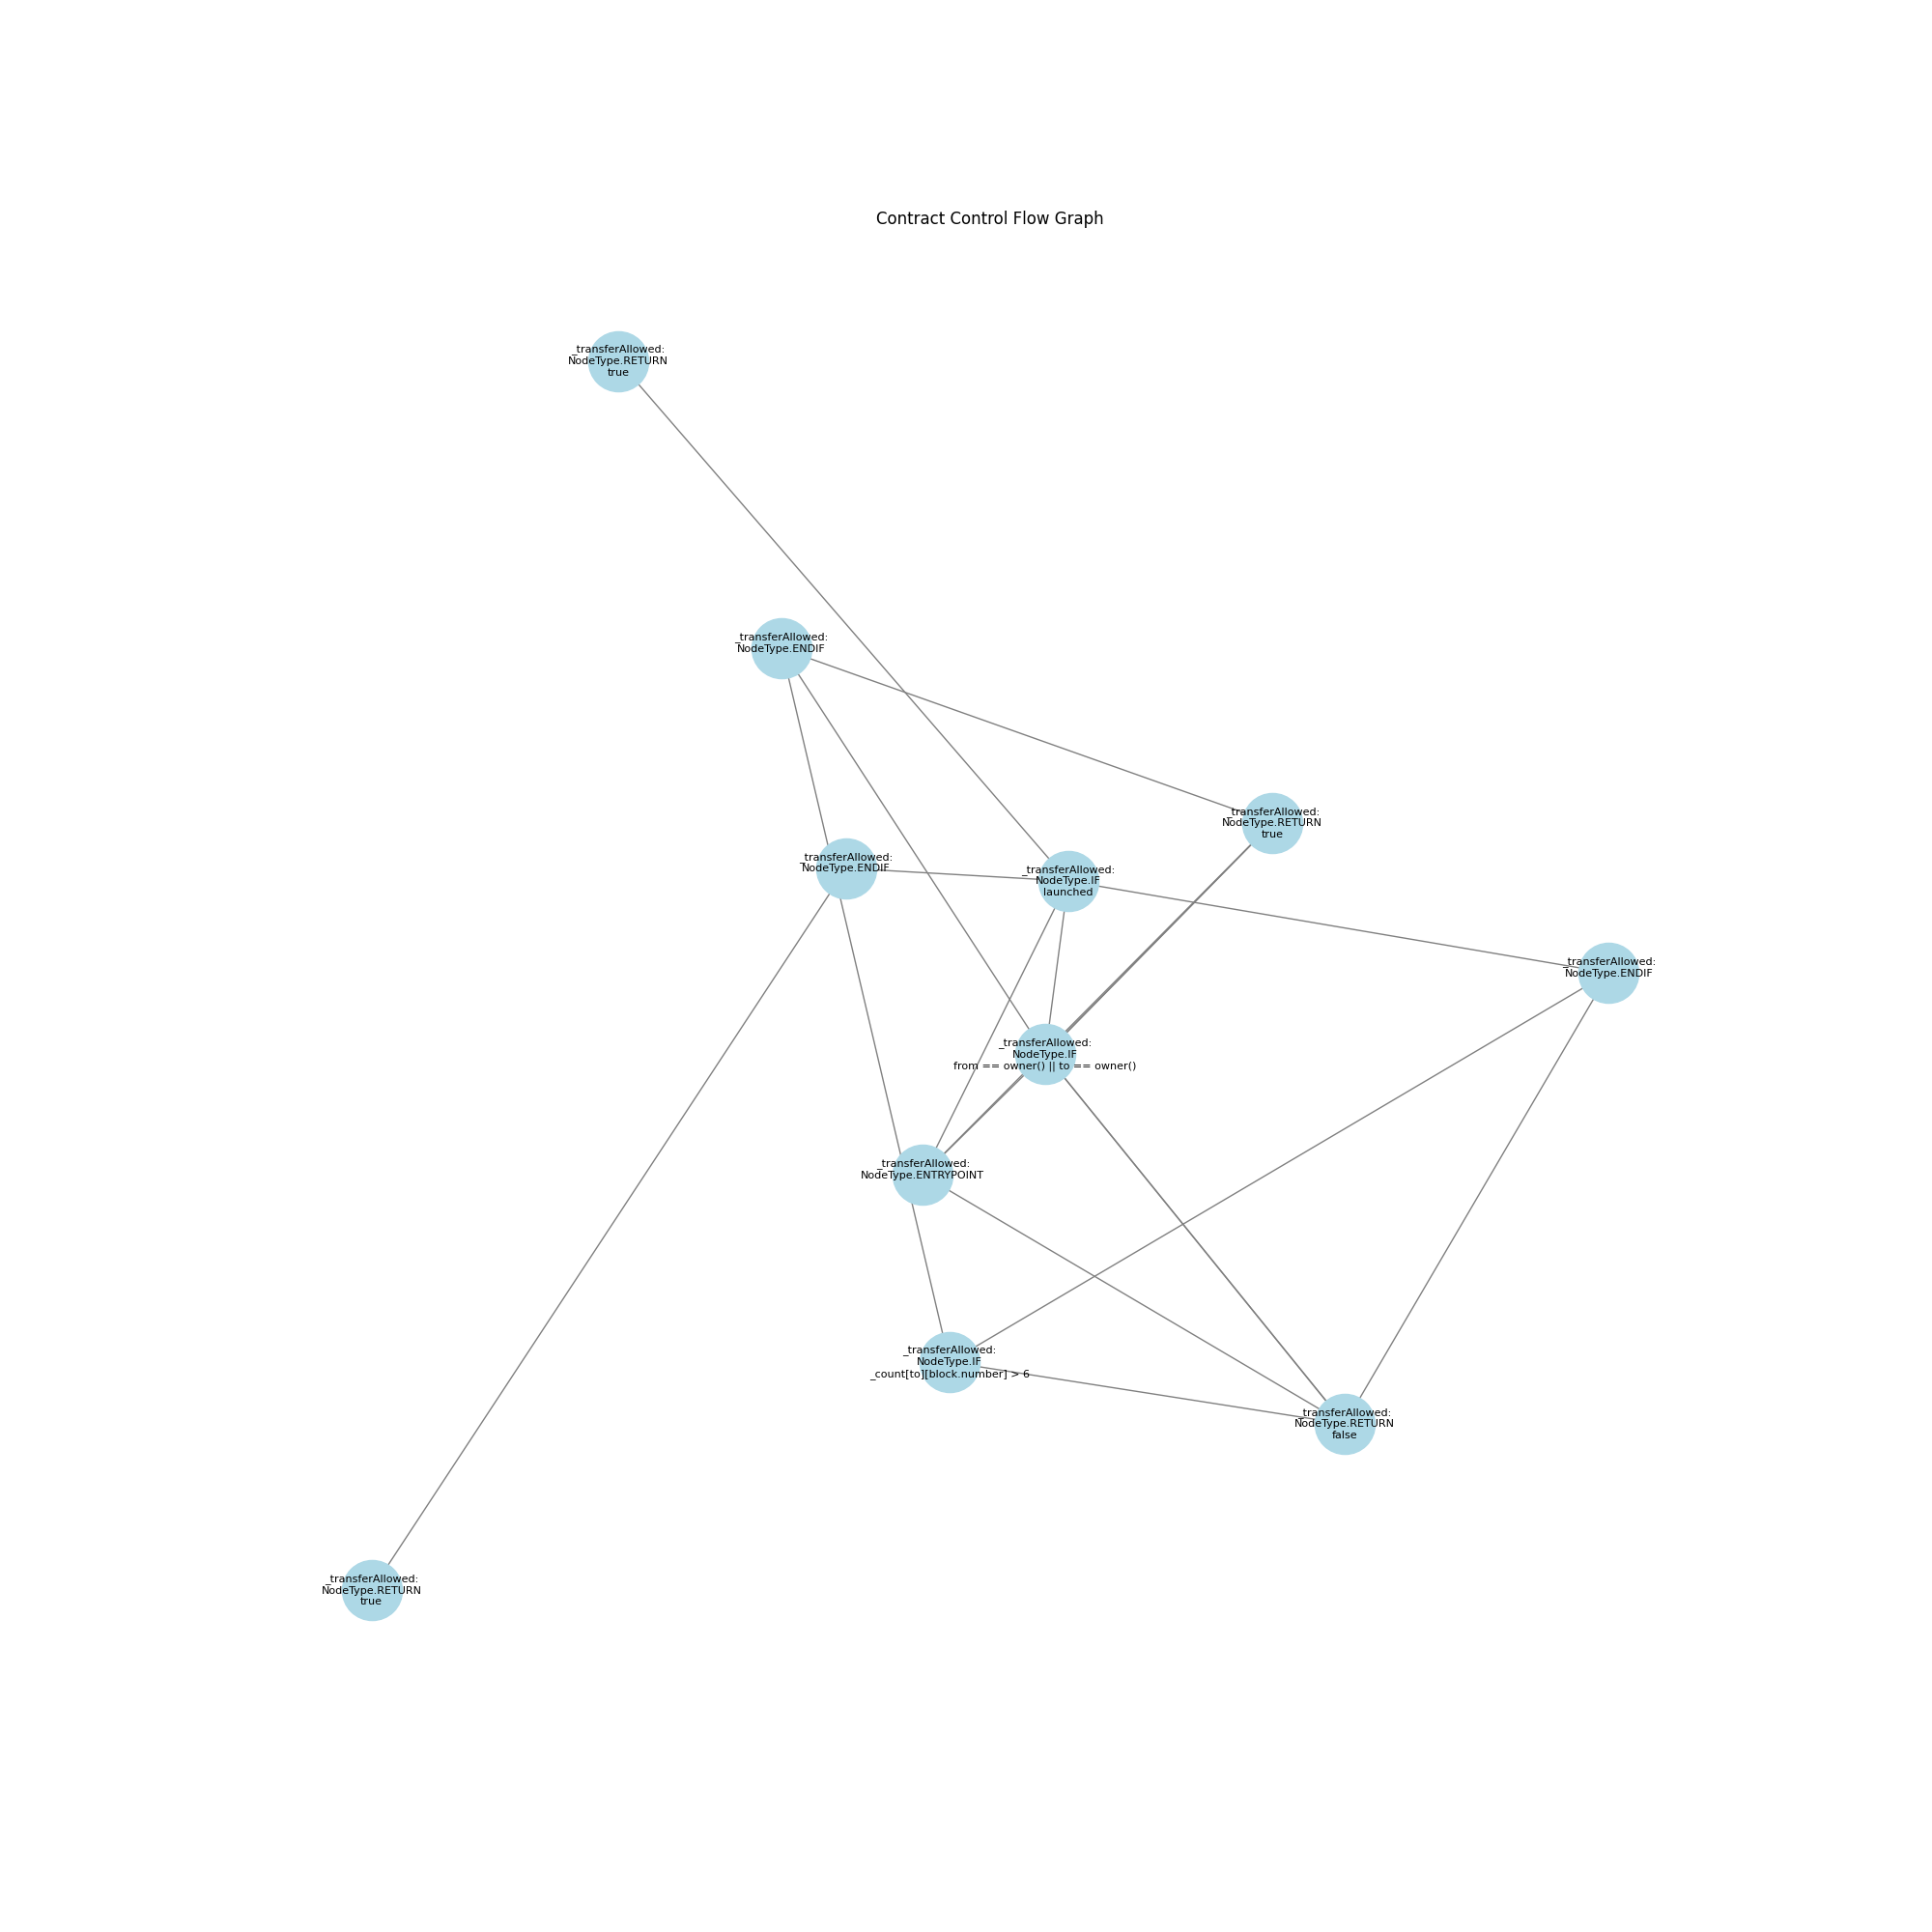 Contract Control Flow Graph
_transferAllowed:
NodeType.RETURN
true
_transferAllowed:
NodeType.ENDIF
_transferAllowed:
NodeType.RETURN
true
_transferAllowed:
NodeType.ENDIF
_transferAllowed:
NodeType.IF
launched
_transferAllowed:
NodeType.ENDIF
_transferAllowed:
NodeType.IF
from == owner() || to == owner()
_transferAllowed:
NodeType.ENTRYPOINT
_transferAllowed:
NodeType.IF
_count[to][block.number] > 6
_transferAllowed:
NodeType.RETURN
false
_transferAllowed:
NodeType.RETURN
true